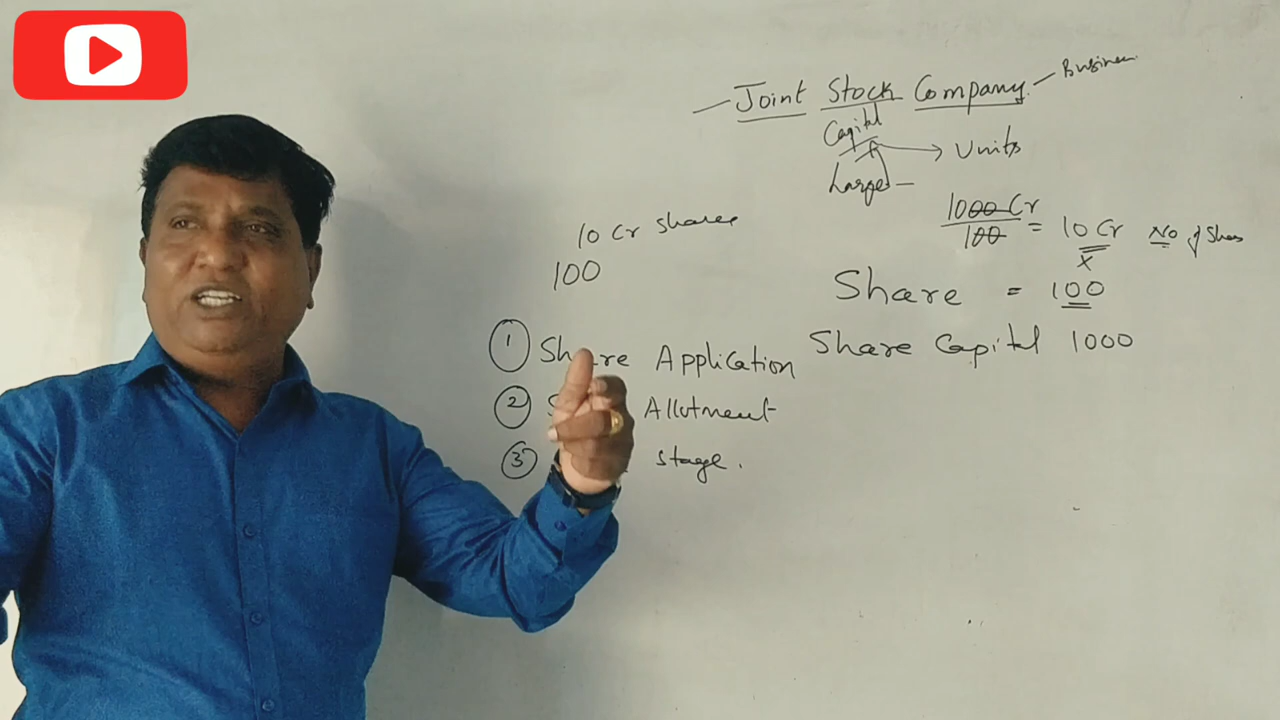 Joint Stock Company
Capital
Units
Large
1000 Cr
100
= 10 Cr No of Shares
x
10 Cr shares
100
Share = 100
① Share Application
Share Capital 1000
② Allotment
③ stage.